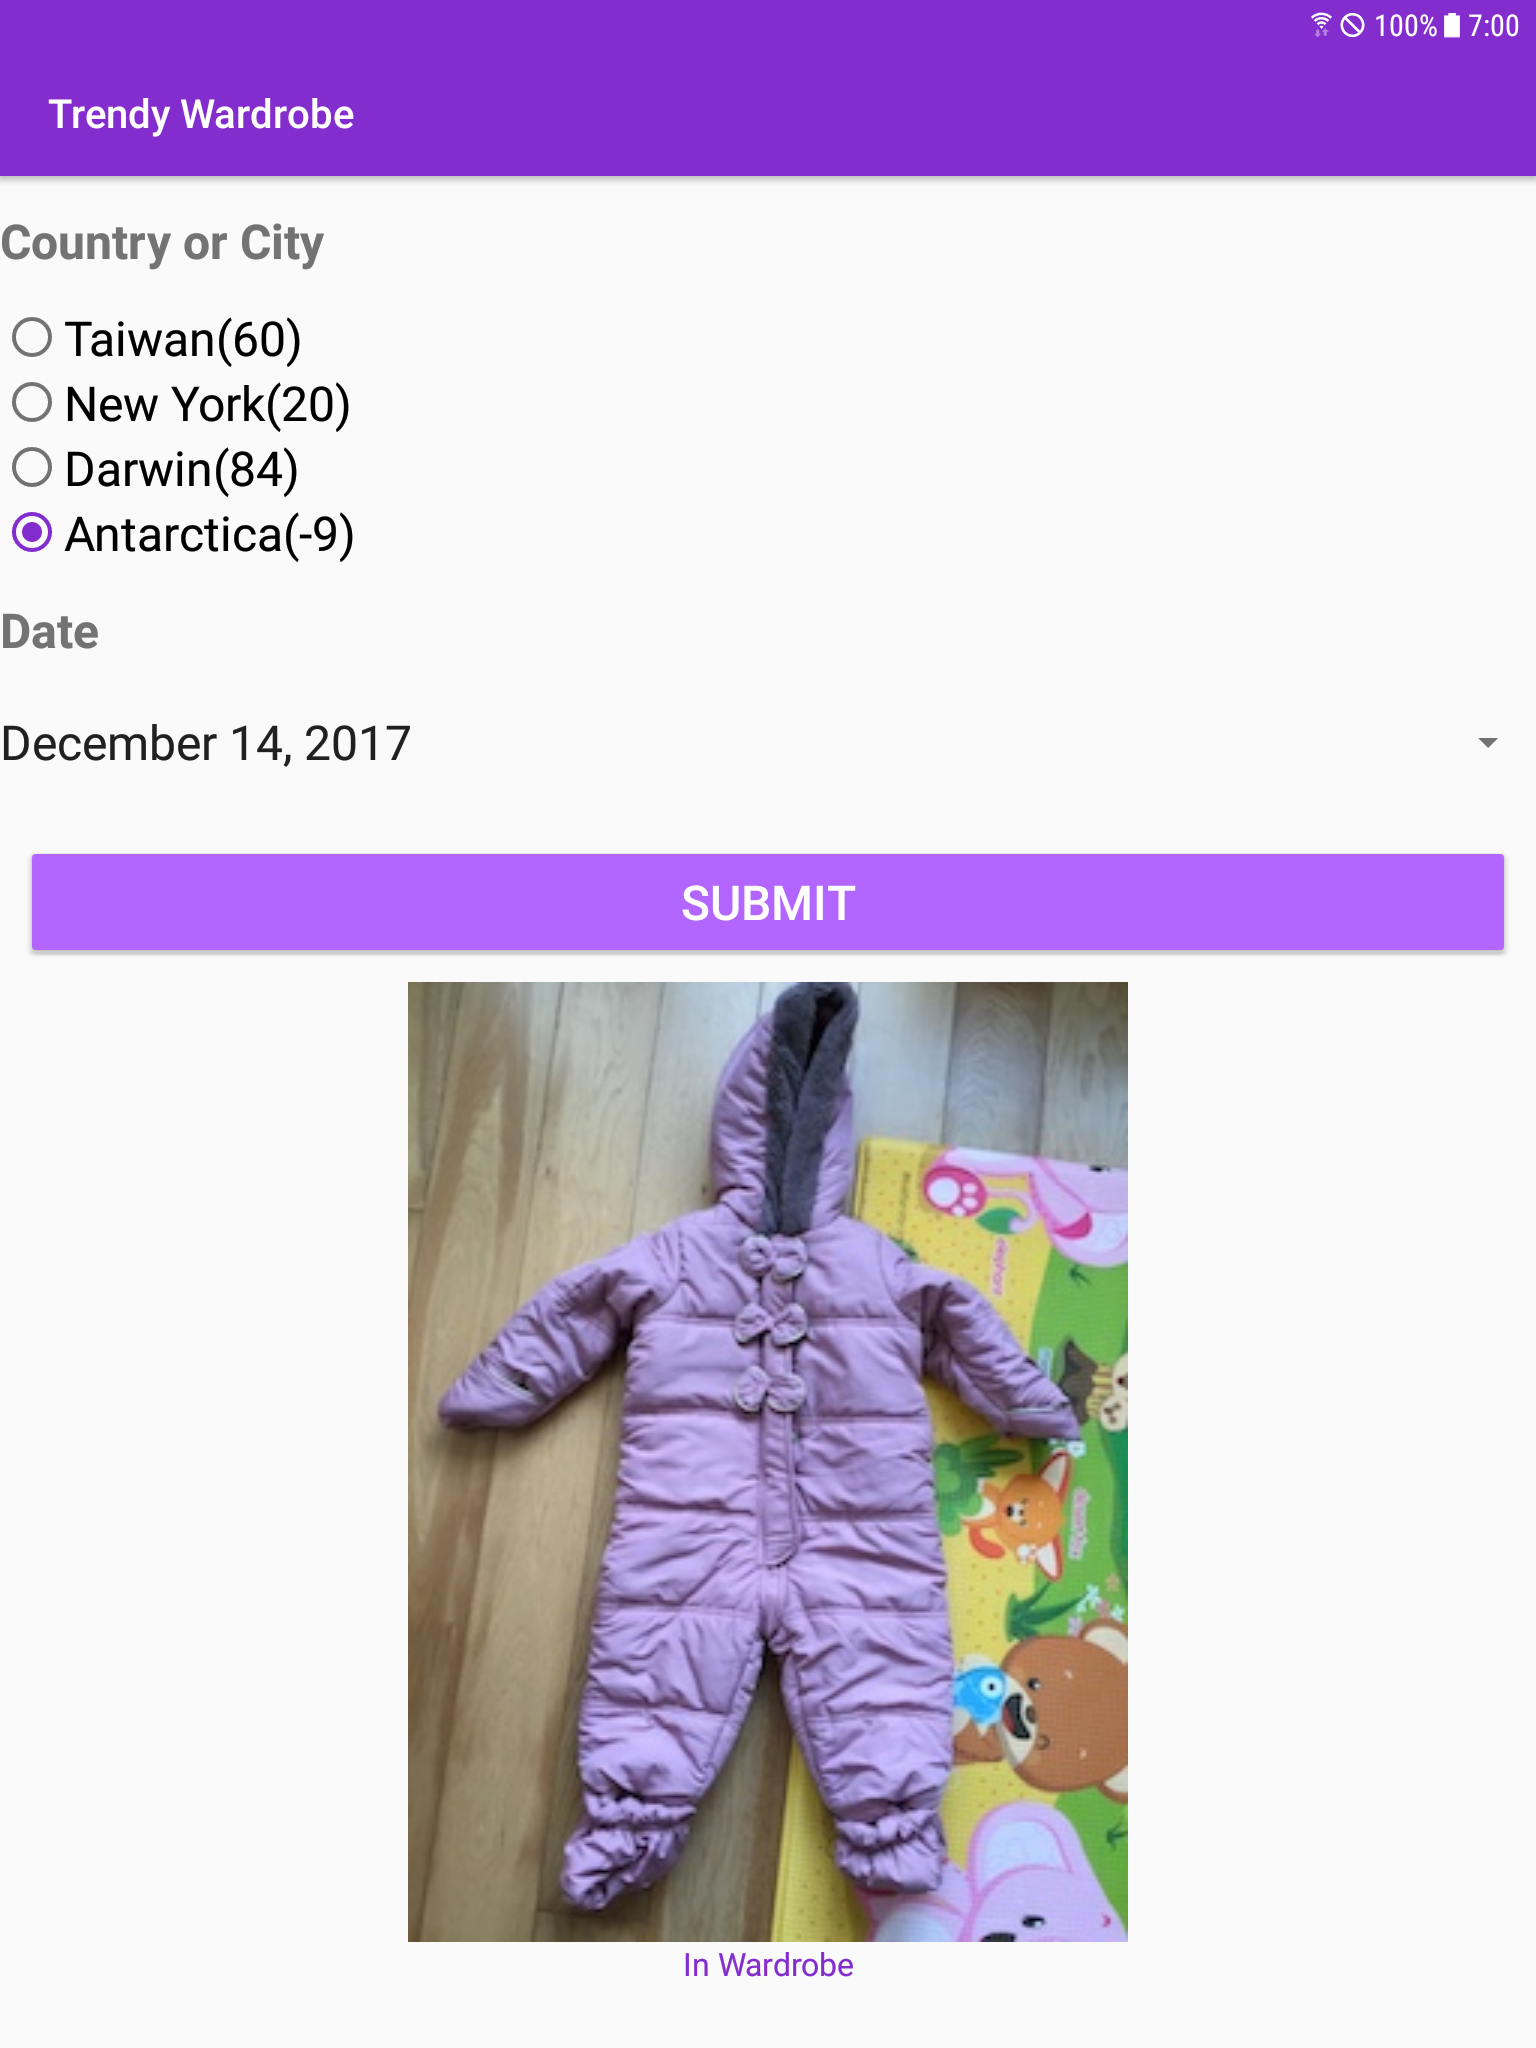 100% 7:00
Trendy Wardrobe
Country or City
Taiwan(60)
New York(20)
Darwin(84)
Antarctica(-9)
Date
December 14, 2017
SUBMIT
elephant
In Wardrobe